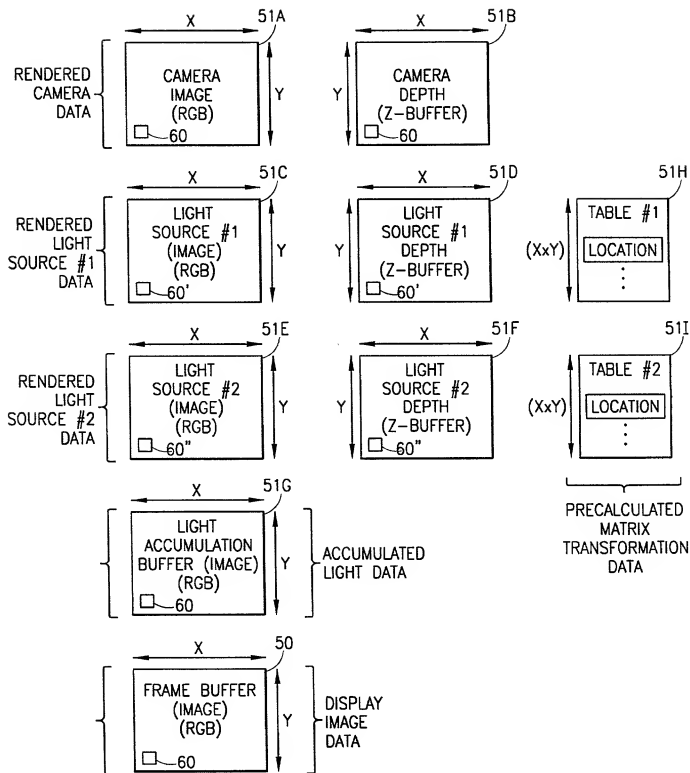 X
51A
X
51B
RENDERED
CAMERA
DATA
CAMERA
IMAGE
(RGB)
60
Y
Y
CAMERA
DEPTH
(Z-BUFFER)
60
X
51C
X
51D
51H
RENDERED
LIGHT
SOURCE #1
DATA
LIGHT
SOURCE #1
(IMAGE)
(RGB)
60'
Y
Y
LIGHT
SOURCE #1
DEPTH
(Z-BUFFER)
60'
(XxY)
TABLE #1
LOCATION
X
51E
X
51F
51I
RENDERED
LIGHT
SOURCE #2
DATA
LIGHT
SOURCE #2
(IMAGE)
(RGB)
60"
Y
Y
LIGHT
SOURCE #2
DEPTH
(Z-BUFFER)
60"
(XxY)
TABLE #2
LOCATION
PRECALCULATED
MATRIX
TRANSFORMATION
DATA
X
51G
LIGHT
ACCUMULATION
BUFFER (IMAGE)
(RGB)
60
Y
ACCUMULATED
LIGHT DATA
X
50
FRAME BUFFER
(IMAGE)
(RGB)
60
Y
DISPLAY
IMAGE
DATA